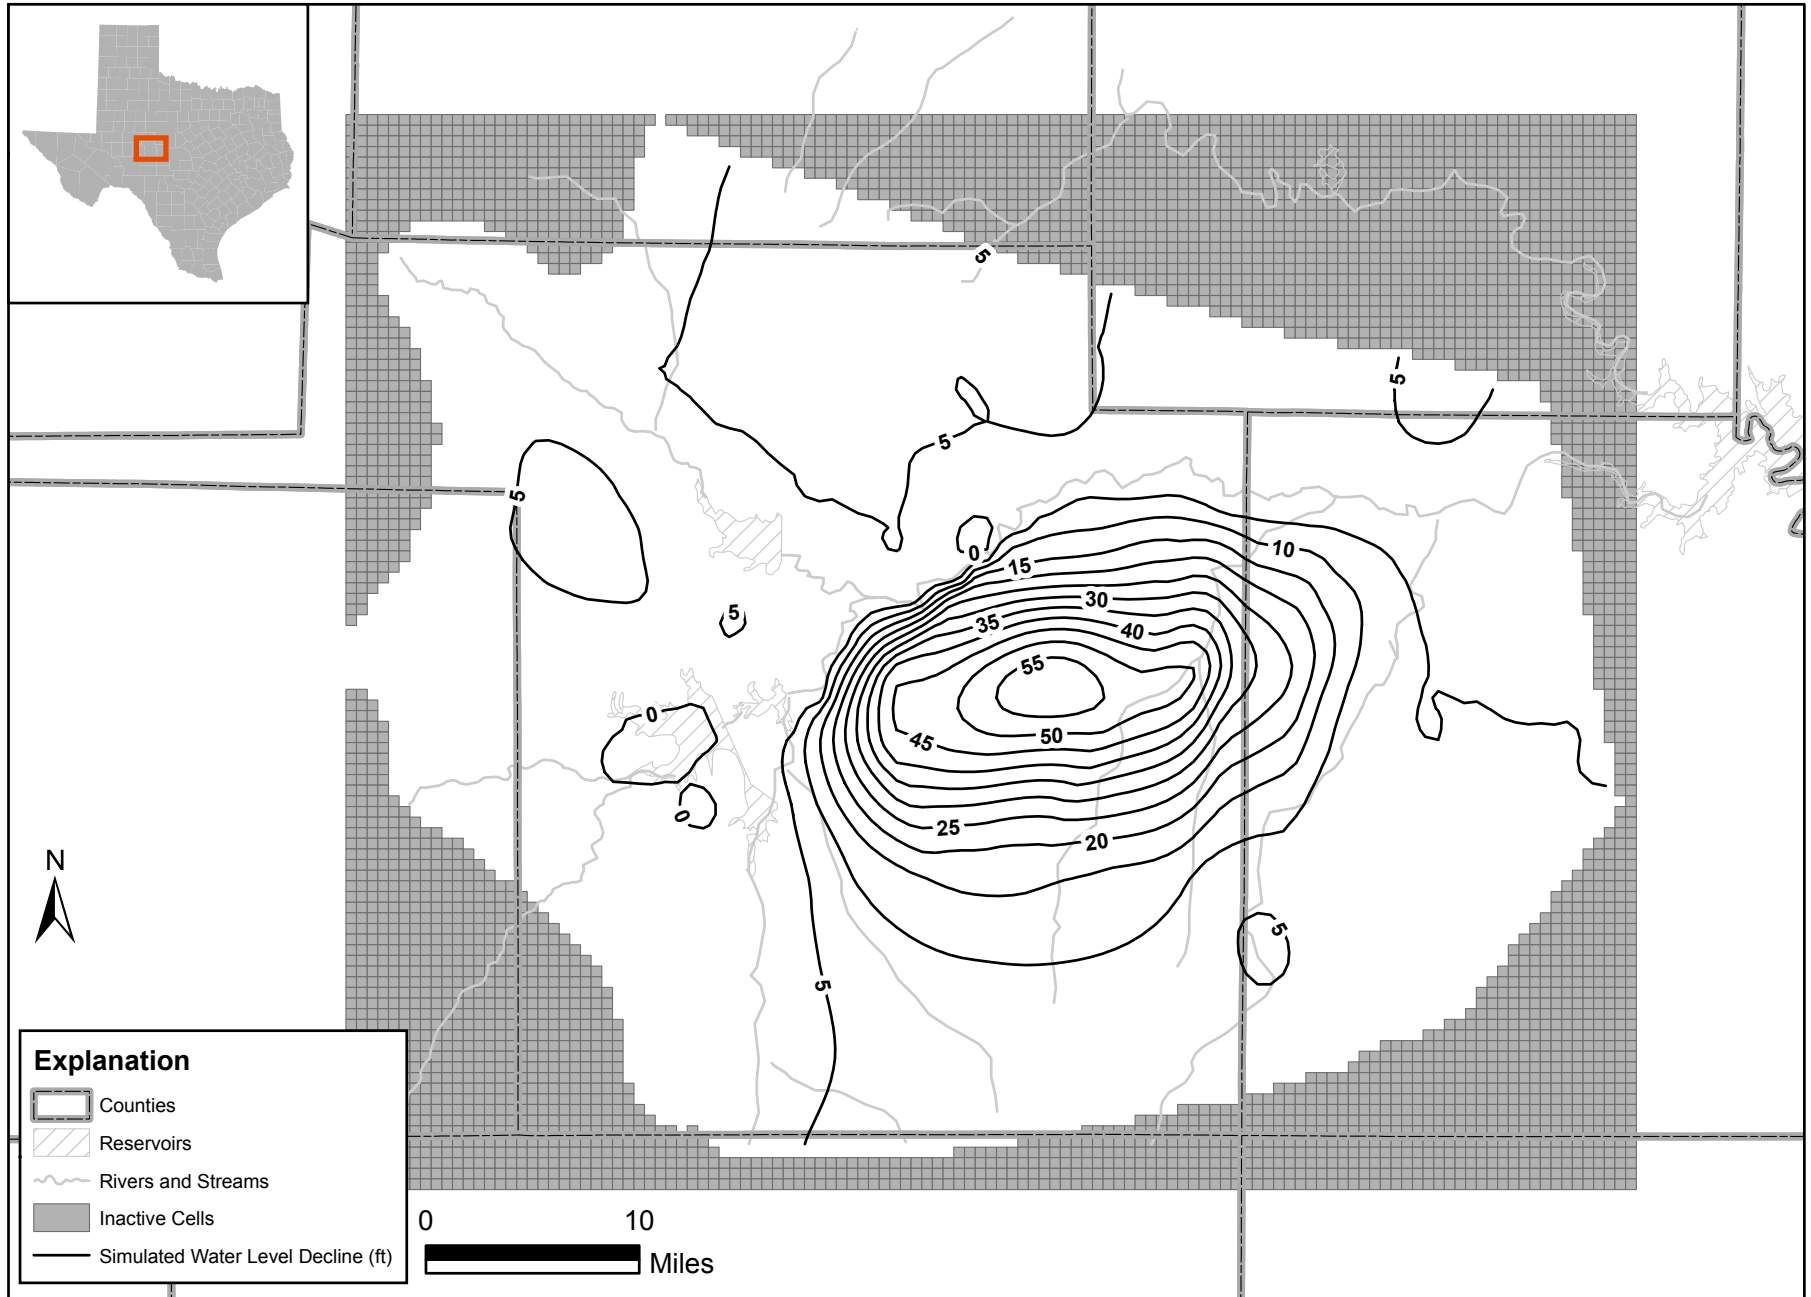 5
5
5
5
5
0
10
15
30
5
35
40
55
0
45
50
0
25
20
5
5
N
Explanation
Counties
Reservoirs
Rivers and Streams
Inactive Cells
Simulated Water Level Decline (ft)
0 10
Miles